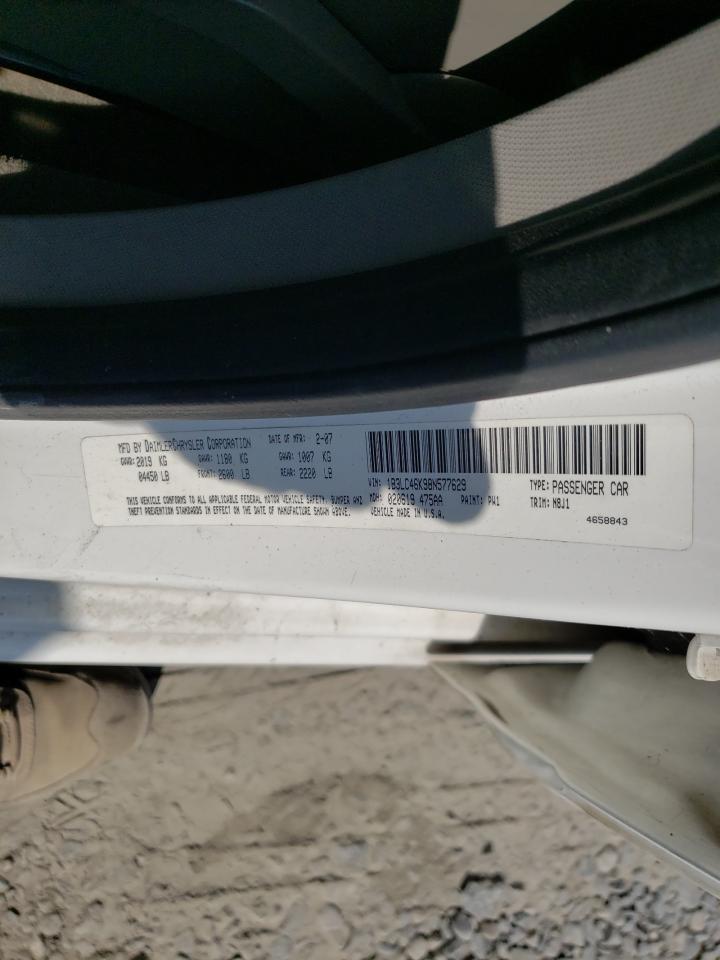 MFD BY DAIMLERCHRYSLER CORPORATION DATE OF MFR: 2-07
GVWR: 2019 KG GAWR: 1180 KG GAWR: 1007 KG
04450 LB FRONT: 2600 LB REAR: 2220 LB
THIS VEHICLE CONFORMS TO ALL APPLICABLE FEDERAL MOTOR VEHICLE SAFETY, BUMPER AND
THEFT PREVENTION STANDARDS IN EFFECT ON THE DATE OF MANUFACTURE SHOWN ABOVE.
VIN: 1B3LC46K98N577629 TYPE: PASSENGER CAR
MDH: 020619 475AA PAINT: PW1 TRIM: M8J1
VEHICLE MADE IN U.S.A. 4658843